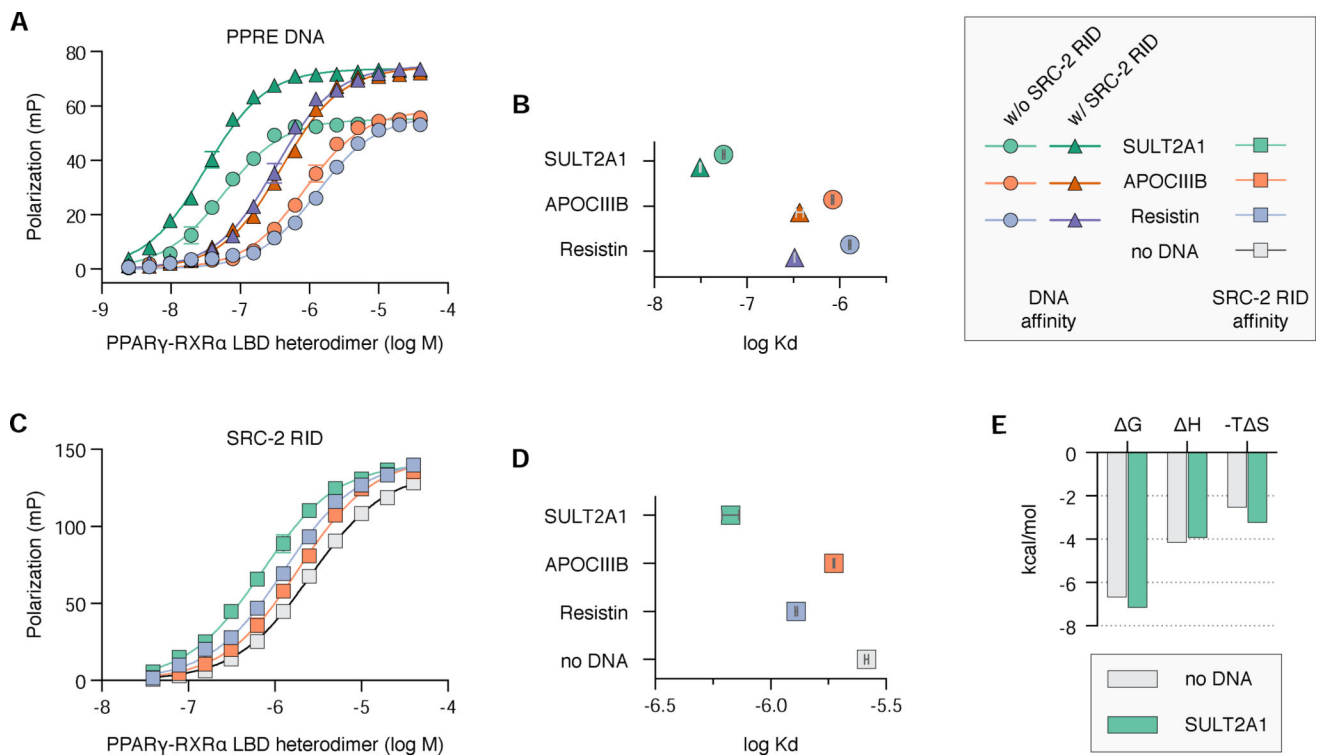 A
PPRE DNA
Polarization (mP)
80
60
40
20
0
-9
-8
-7
-6
-5
-4
PPARγ-RXRα LBD heterodimer (log M)
B
SULT2A1
APOCIIIB
Resistin
-8
-7
-6
log Kd
w/o SRC-2 RID
w/ SRC-2 RID
SULT2A1
APOCIIIB
Resistin
no DNA
DNA
affinity
SRC-2 RID
affinity
C
SRC-2 RID
Polarization (mP)
150
100
50
0
-8
-7
-6
-5
-4
PPARγ-RXRα LBD heterodimer (log M)
D
SULT2A1
APOCIIIB
Resistin
no DNA
-6.5
-6.0
-5.5
log Kd
E
ΔG ΔH -TΔS
kcal/mol
0
-2
-4
-6
-8
no DNA
SULT2A1